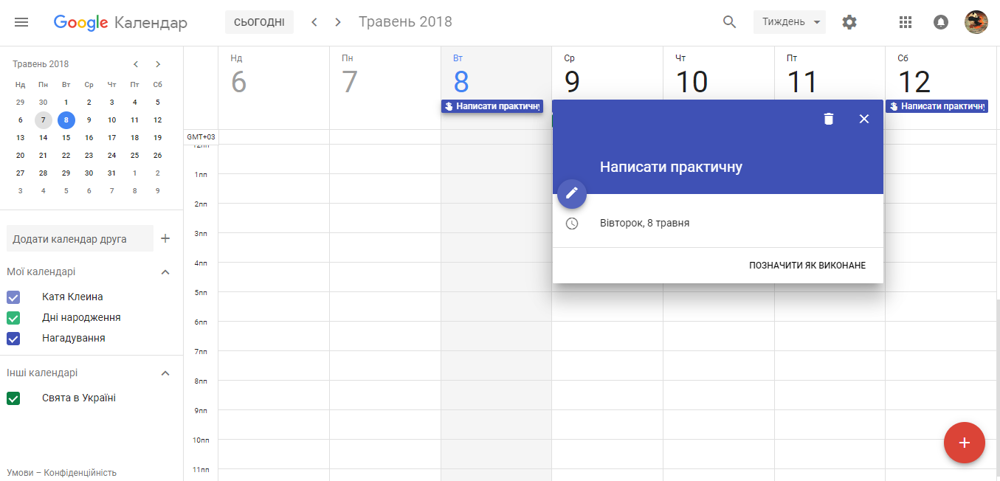 Google Календар
СЬОГОДНІ
Травень 2018
Тиждень
Травень 2018
Нд Пн Вт Ср Чт Пт Сб
29 30 1 2 3 4 5
6 7 8 9 10 11 12
13 14 15 16 17 18 19
20 21 22 23 24 25 26
27 28 29 30 31 1 2
3 4 5 6 7 8 9
Додати календар друга
Мої календарі
Катя Клеина
Дні народження
Нагадування
Інші календарі
Свята в Україні
Умови – Конфіденційність
Нд Пн Вт Ср Чт Пт Сб
6 7 8 9 10 11 12
Написати практичну
Написати практичну
GMT+03
12пп
1пп
2пп
3пп
4пп
5пп
6пп
7пп
8пп
9пп
10пп
11пп
Написати практичну
Вівторок, 8 травня
ПОЗНАЧИТИ ЯК ВИКОНАНЕ